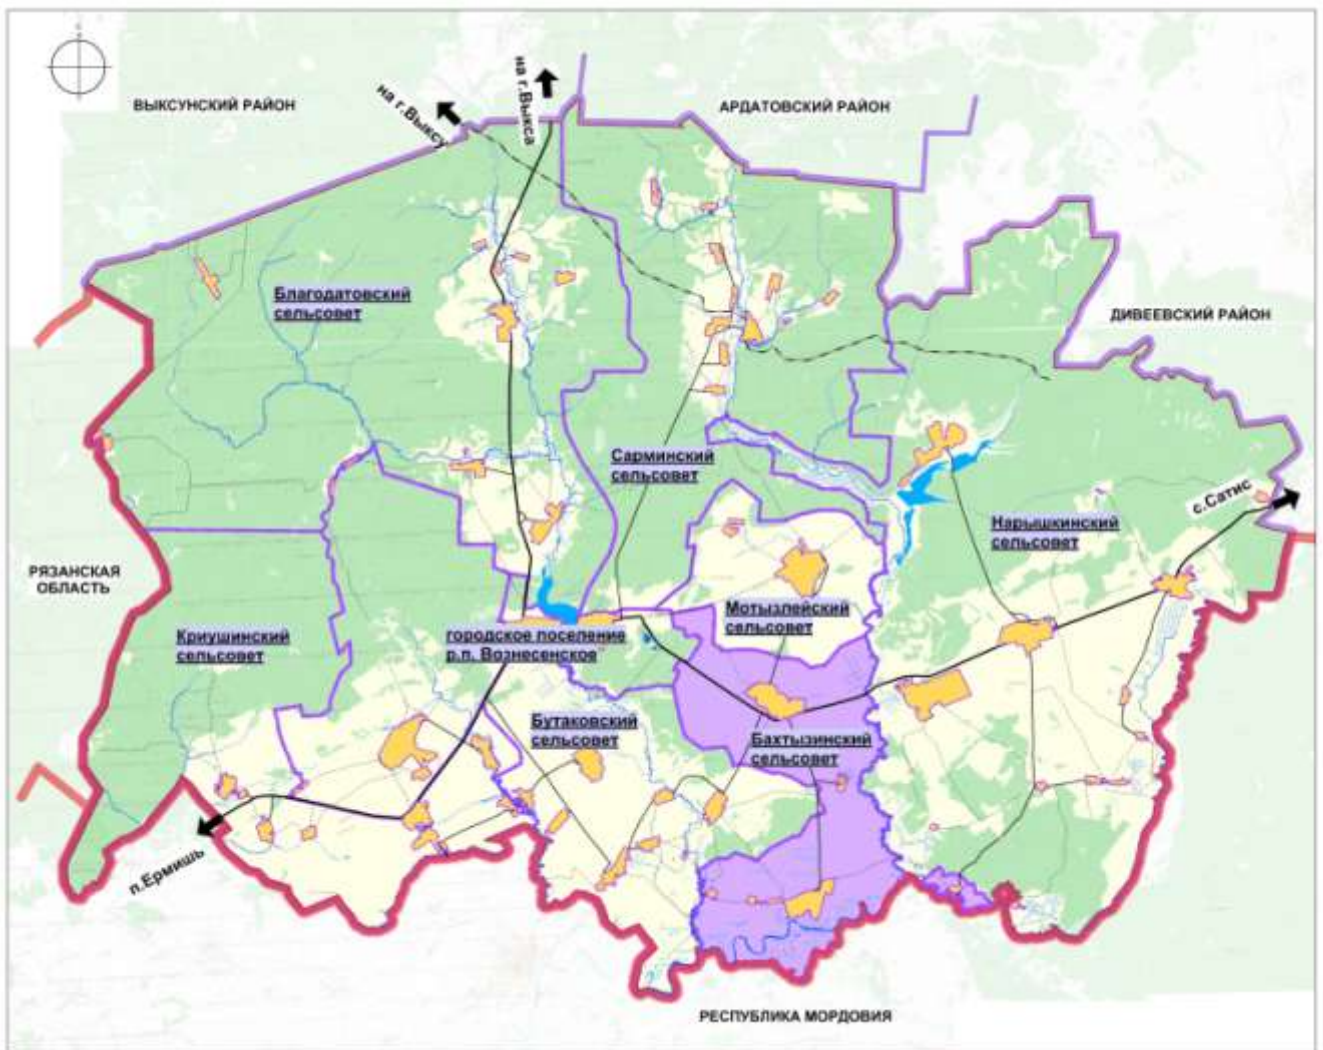 на г.Выксу
на г.Выкса
ВЫКСУНСКИЙ РАЙОН
АРДАТОВСКИЙ РАЙОН
Благодатовский
сельсовет
ДИВЕЕВСКИЙ РАЙОН
Сарминский
сельсовет
с.Сатис
Нарышкинский
сельсовет
РЯЗАНСКАЯ
ОБЛАСТЬ
Мотызлейский
сельсовет
Криушинский
сельсовет
городское поселение
р.п. Вознесенское
Бутаковский
сельсовет
Бахтызинский
сельсовет
п.Ермишь
РЕСПУБЛИКА МОРДОВИЯ